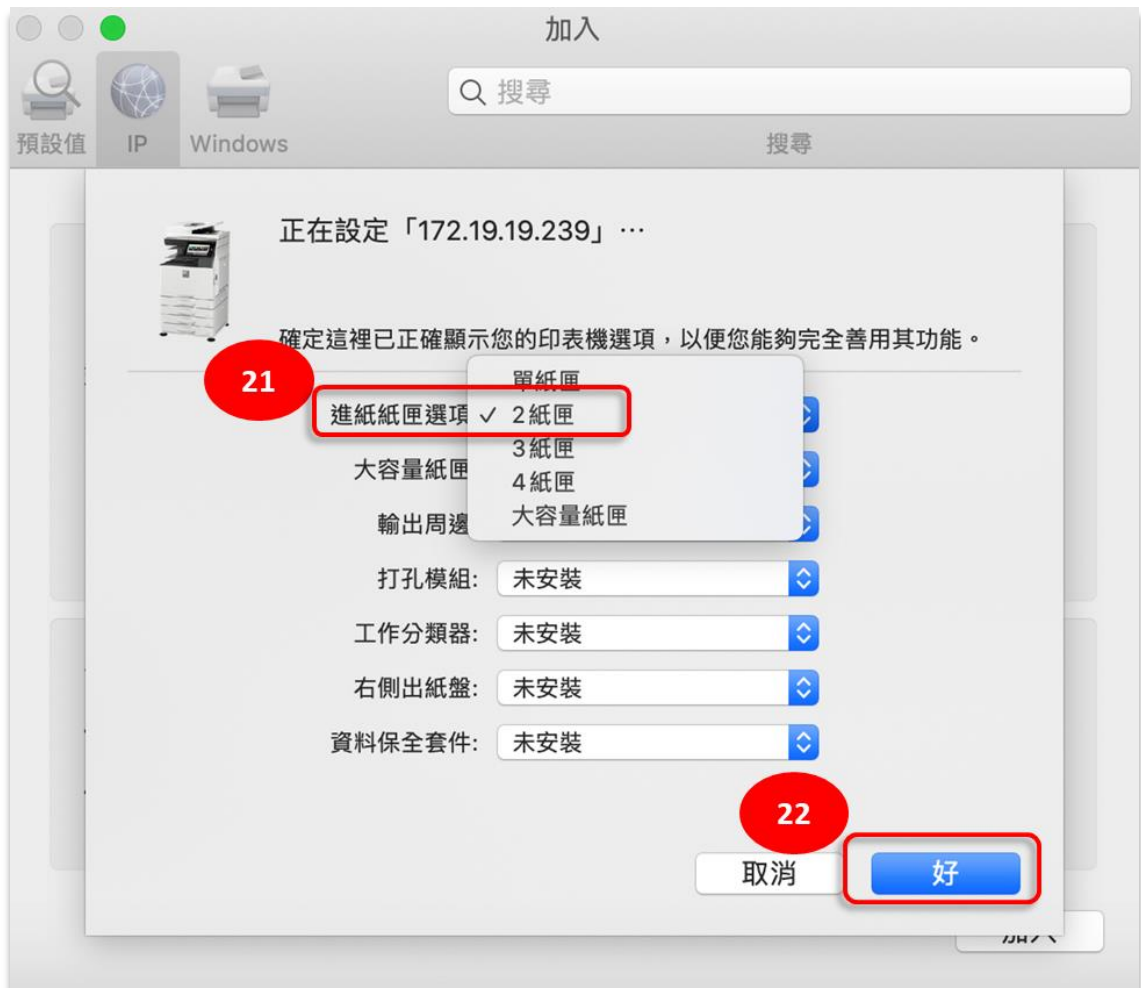 加入
搜尋
預設值 IP Windows 搜尋
正在設定「172.19.19.239」⋯
確定這裡已正確顯示您的印表機選項,以便您能夠完全善用其功能。
21
單紙匣
進紙紙匣選項 ✓ 2紙匣
3紙匣
大容量紙匣
4紙匣
大容量紙匣
輸出周邊
打孔模組: 未安裝
工作分類器: 未安裝
右側出紙盤: 未安裝
資料保全套件: 未安裝
22
取消 好
加入